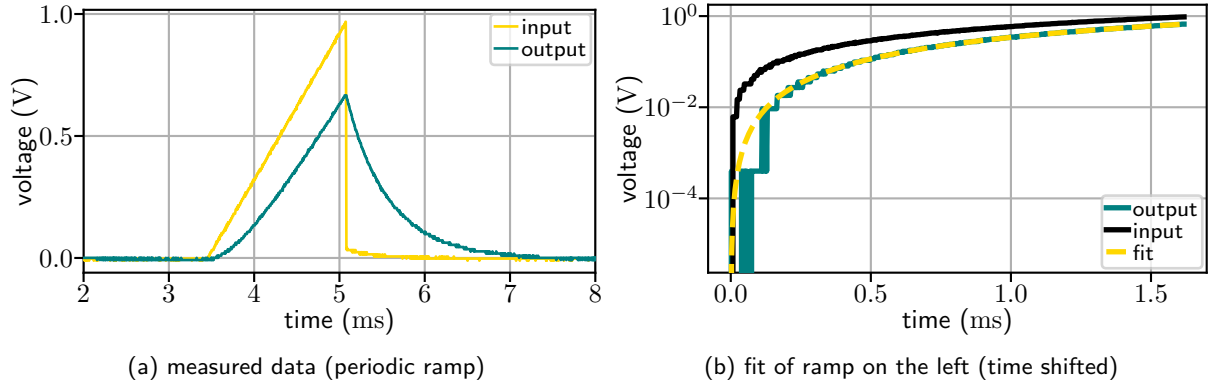 1.0
0.5
0.0
voltage (V)
input
output
2 3 4 5 6 7 8
time (ms)
(a) measured data (periodic ramp)
10⁰
10⁻²
10⁻⁴
voltage (V)
output
input
fit
0.0 0.5 1.0 1.5
time (ms)
(b) fit of ramp on the left (time shifted)